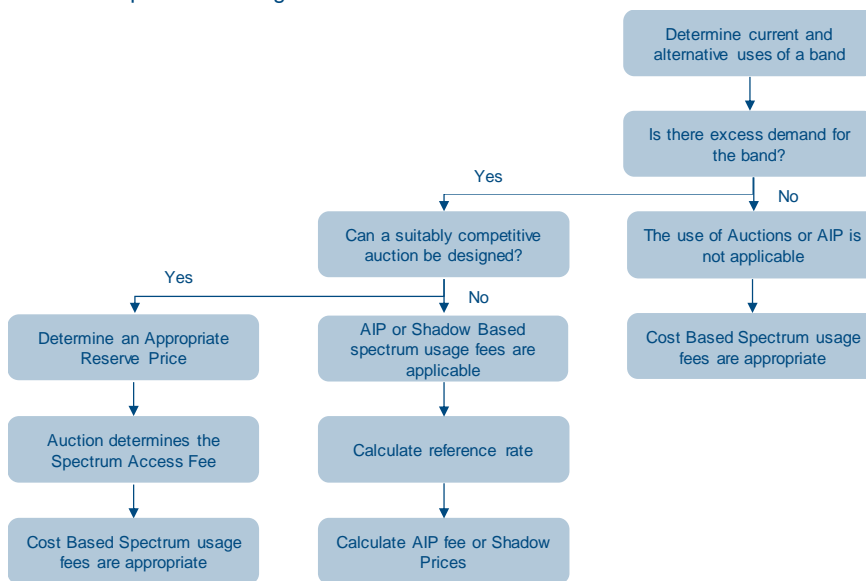 Determine current and
alternative uses of a band
Is there excess demand for
the band?
Yes
No
Can a suitably competitive
auction be designed?
The use of Auctions or AIP is
not applicable
Yes
No
Determine an Appropriate
Reserve Price
AIP or Shadow Based
spectrum usage fees are
applicable
Cost Based Spectrum usage
fees are appropriate
Auction determines the
Spectrum Access Fee
Calculate reference rate
Cost Based Spectrum usage
fees are appropriate
Calculate AIP fee or Shadow
Prices